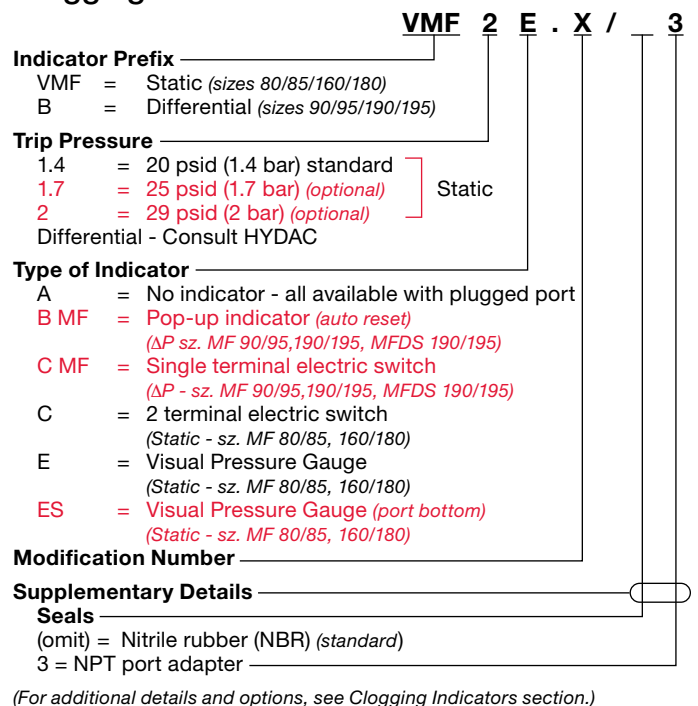 VMF 2 E . X / _ 3
Indicator Prefix
VMF = Static (sizes 80/85/160/180)
B = Differential (sizes 90/95/190/195)
Trip Pressure
1.4 = 20 psid (1.4 bar) standard
1.7 = 25 psid (1.7 bar) (optional) Static
2 = 29 psid (2 bar) (optional)
Differential - Consult HYDAC
Type of Indicator
A = No indicator - all available with plugged port
B MF = Pop-up indicator (auto reset)
(ΔP sz. MF 90/95,190/195, MFDS 190/195)
C MF = Single terminal electric switch
(ΔP - sz. MF 90/95,190/195, MFDS 190/195)
C = 2 terminal electric switch
(Static - sz. MF 80/85, 160/180)
E = Visual Pressure Gauge
(Static - sz. MF 80/85, 160/180)
ES = Visual Pressure Gauge (port bottom)
(Static - sz. MF 80/85, 160/180)
Modification Number
Supplementary Details
Seals
(omit) = Nitrile rubber (NBR) (standard)
3 = NPT port adapter
(For additional details and options, see Clogging Indicators section.)